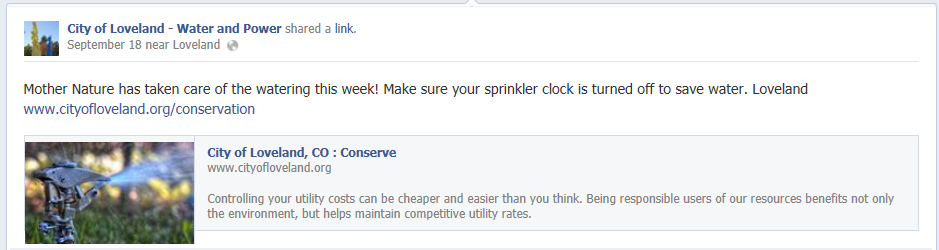 City of Loveland - Water and Power shared a link.
September 18 near Loveland
Mother Nature has taken care of the watering this week! Make sure your sprinkler clock is turned off to save water. Loveland
www.cityofloveland.org/conservation
City of Loveland, CO : Conserve
www.cityofloveland.org
Controlling your utility costs can be cheaper and easier than you think. Being responsible users of our resources benefits not only
the environment, but helps maintain competitive utility rates.